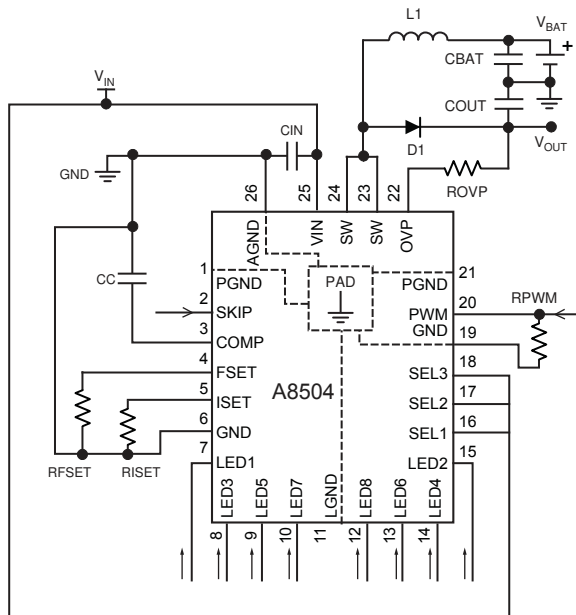 L1
V_BAT
+
CBAT
COUT
V_IN
V_OUT
D1
CIN
GND
ROVP
26
25
24
23
22
AGND
VIN
SW
SW
OVP
CC
1
PGND
PAD
PGND
21
2
SKIP
PWM
20
RPWM
3
COMP
GND
19
4
FSET
SEL3
18
5
ISET
A8504
SEL2
17
6
GND
SEL1
16
RFSET
RISET
7
LED1
LED2
15
LED3
LED5
LED7
LGND
LED8
LED6
LED4
8
9
10
11
12
13
14